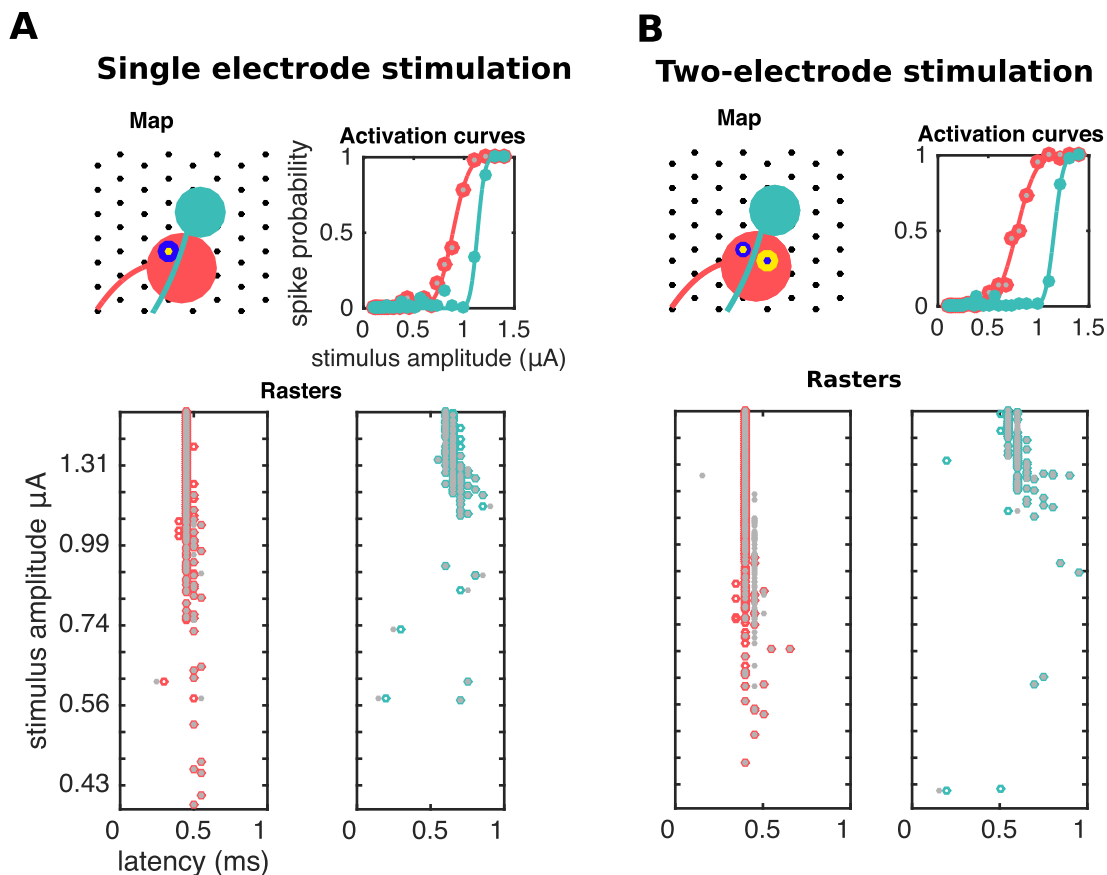 A
Single electrode stimulation
Map
Activation curves
spike probability
1
0.5
0
0 0.5 1 1.5
stimulus amplitude (µA)
Rasters
stimulus amplitude µA
1.31
0.99
0.74
0.56
0.43
0 0.5 1
0 0.5 1
latency (ms)
B
Two-electrode stimulation
Map
Activation curves
1
0.5
0
0 0.5 1 1.5
Rasters
0 0.5 1
0 0.5 1